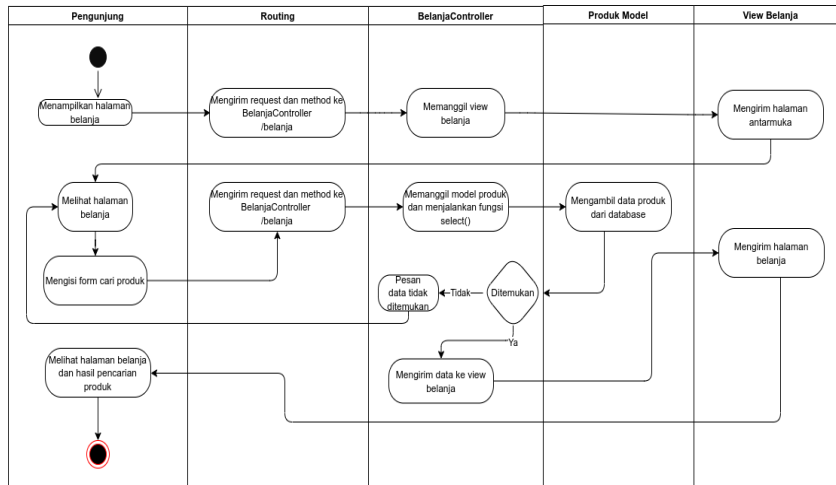 Pengunjung
Routing
BelanjaController
Produk Model
View Belanja
Menampilkan halaman
belanja
Mengirim request dan method ke
BelanjaController
/belanja
Memanggil view
belanja
Mengirim halaman
antarmuka
Melihat halaman
belanja
Mengirim request dan method ke
BelanjaController
/belanja
Memanggil model produk
dan menjalankan fungsi
select()
Mengambil data produk
dari database
Mengirim halaman
belanja
Mengisi form cari produk
Pesan
data tidak
ditemukan
Tidak
Ditemukan
Ya
Melihat halaman belanja
dan hasil pencarian
produk
Mengirim data ke view
belanja